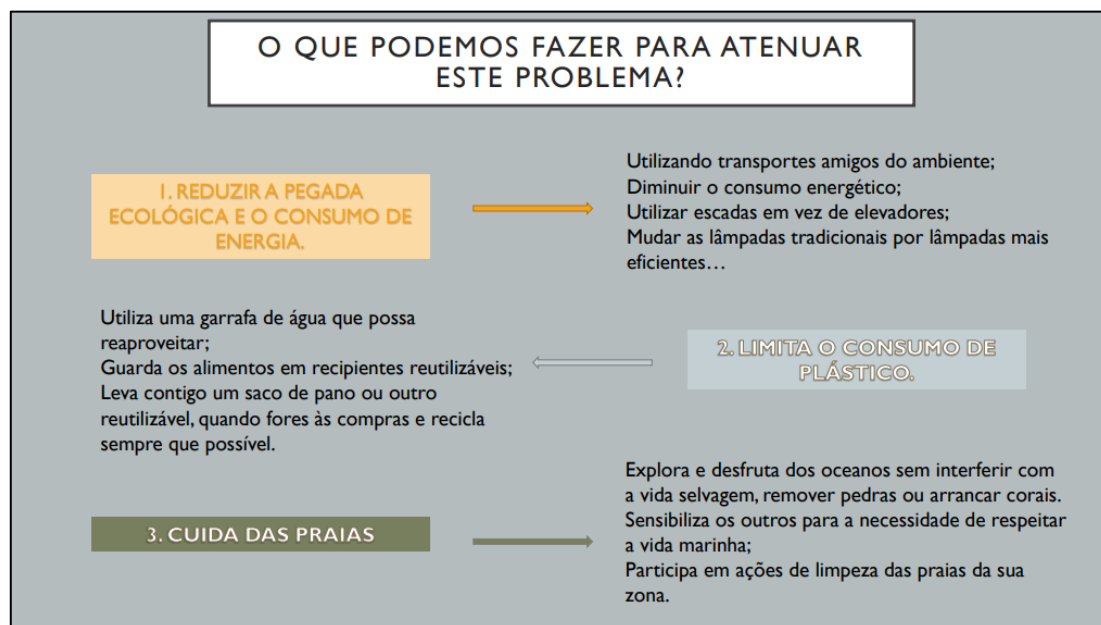 O QUE PODEMOS FAZER PARA ATENUAR
ESTE PROBLEMA?
1. REDUZIR A PEGADA
ECOLÓGICA E O CONSUMO DE
ENERGIA.
Utilizando transportes amigos do ambiente;
Diminuir o consumo energético;
Utilizar escadas em vez de elevadores;
Mudar as lâmpadas tradicionais por lâmpadas mais
eficientes…
2. LIMITA O CONSUMO DE
PLÁSTICO.
Utiliza uma garrafa de água que possa
reaproveitar;
Guarda os alimentos em recipientes reutilizáveis;
Leva contigo um saco de pano ou outro
reutilizável, quando fores às compras e recicla
sempre que possível.
3. CUIDA DAS PRAIAS
Explora e desfruta dos oceanos sem interferir com
a vida selvagem, remover pedras ou arrancar corais.
Sensibiliza os outros para a necessidade de respeitar
a vida marinha;
Participa em ações de limpeza das praias da sua
zona.